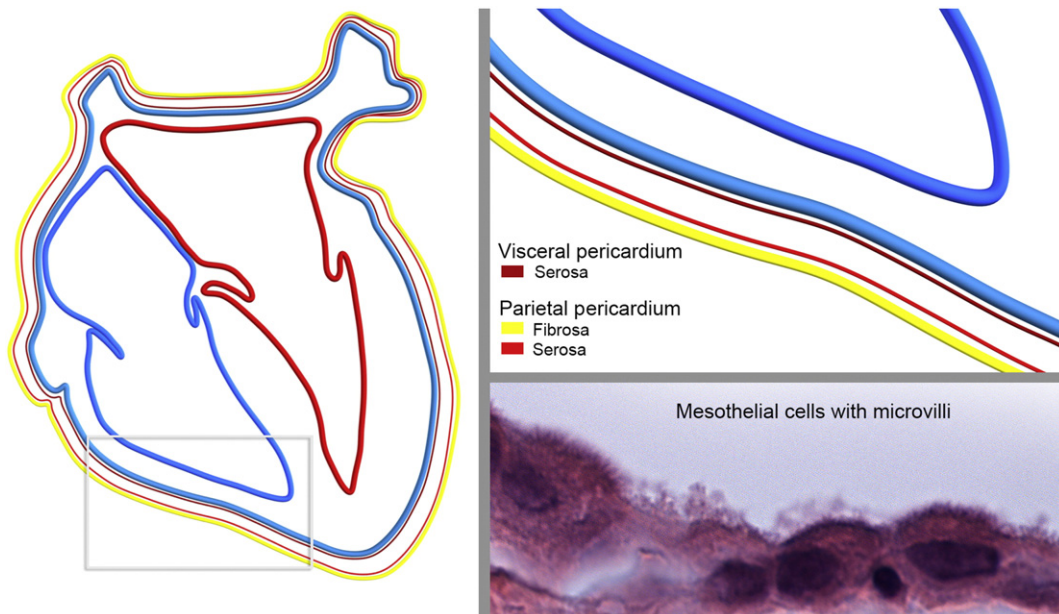 Visceral pericardium
Serosa
Parietal pericardium
Fibrosa
Serosa
Mesothelial cells with microvilli